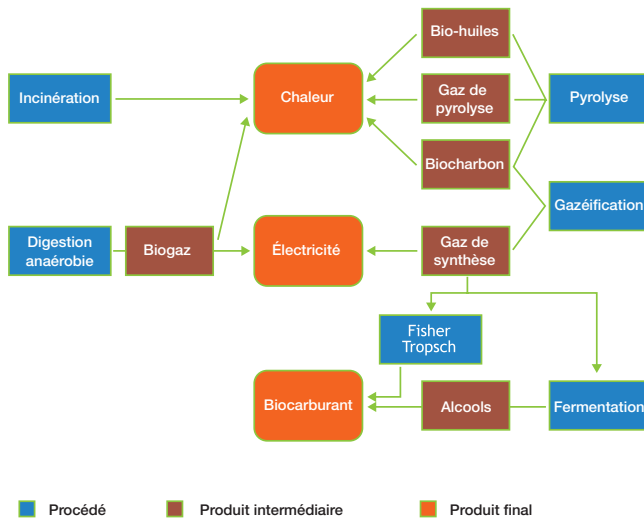 Bio-huiles
Incinération
Chaleur
Gaz de
pyrolyse
Pyrolyse
Biocharbon
Gazéification
Digestion
anaérobie
Biogaz
Électricité
Gaz de
synthèse
Fisher
Tropsch
Biocarburant
Alcools
Fermentation
Procédé
Produit intermédiaire
Produit final